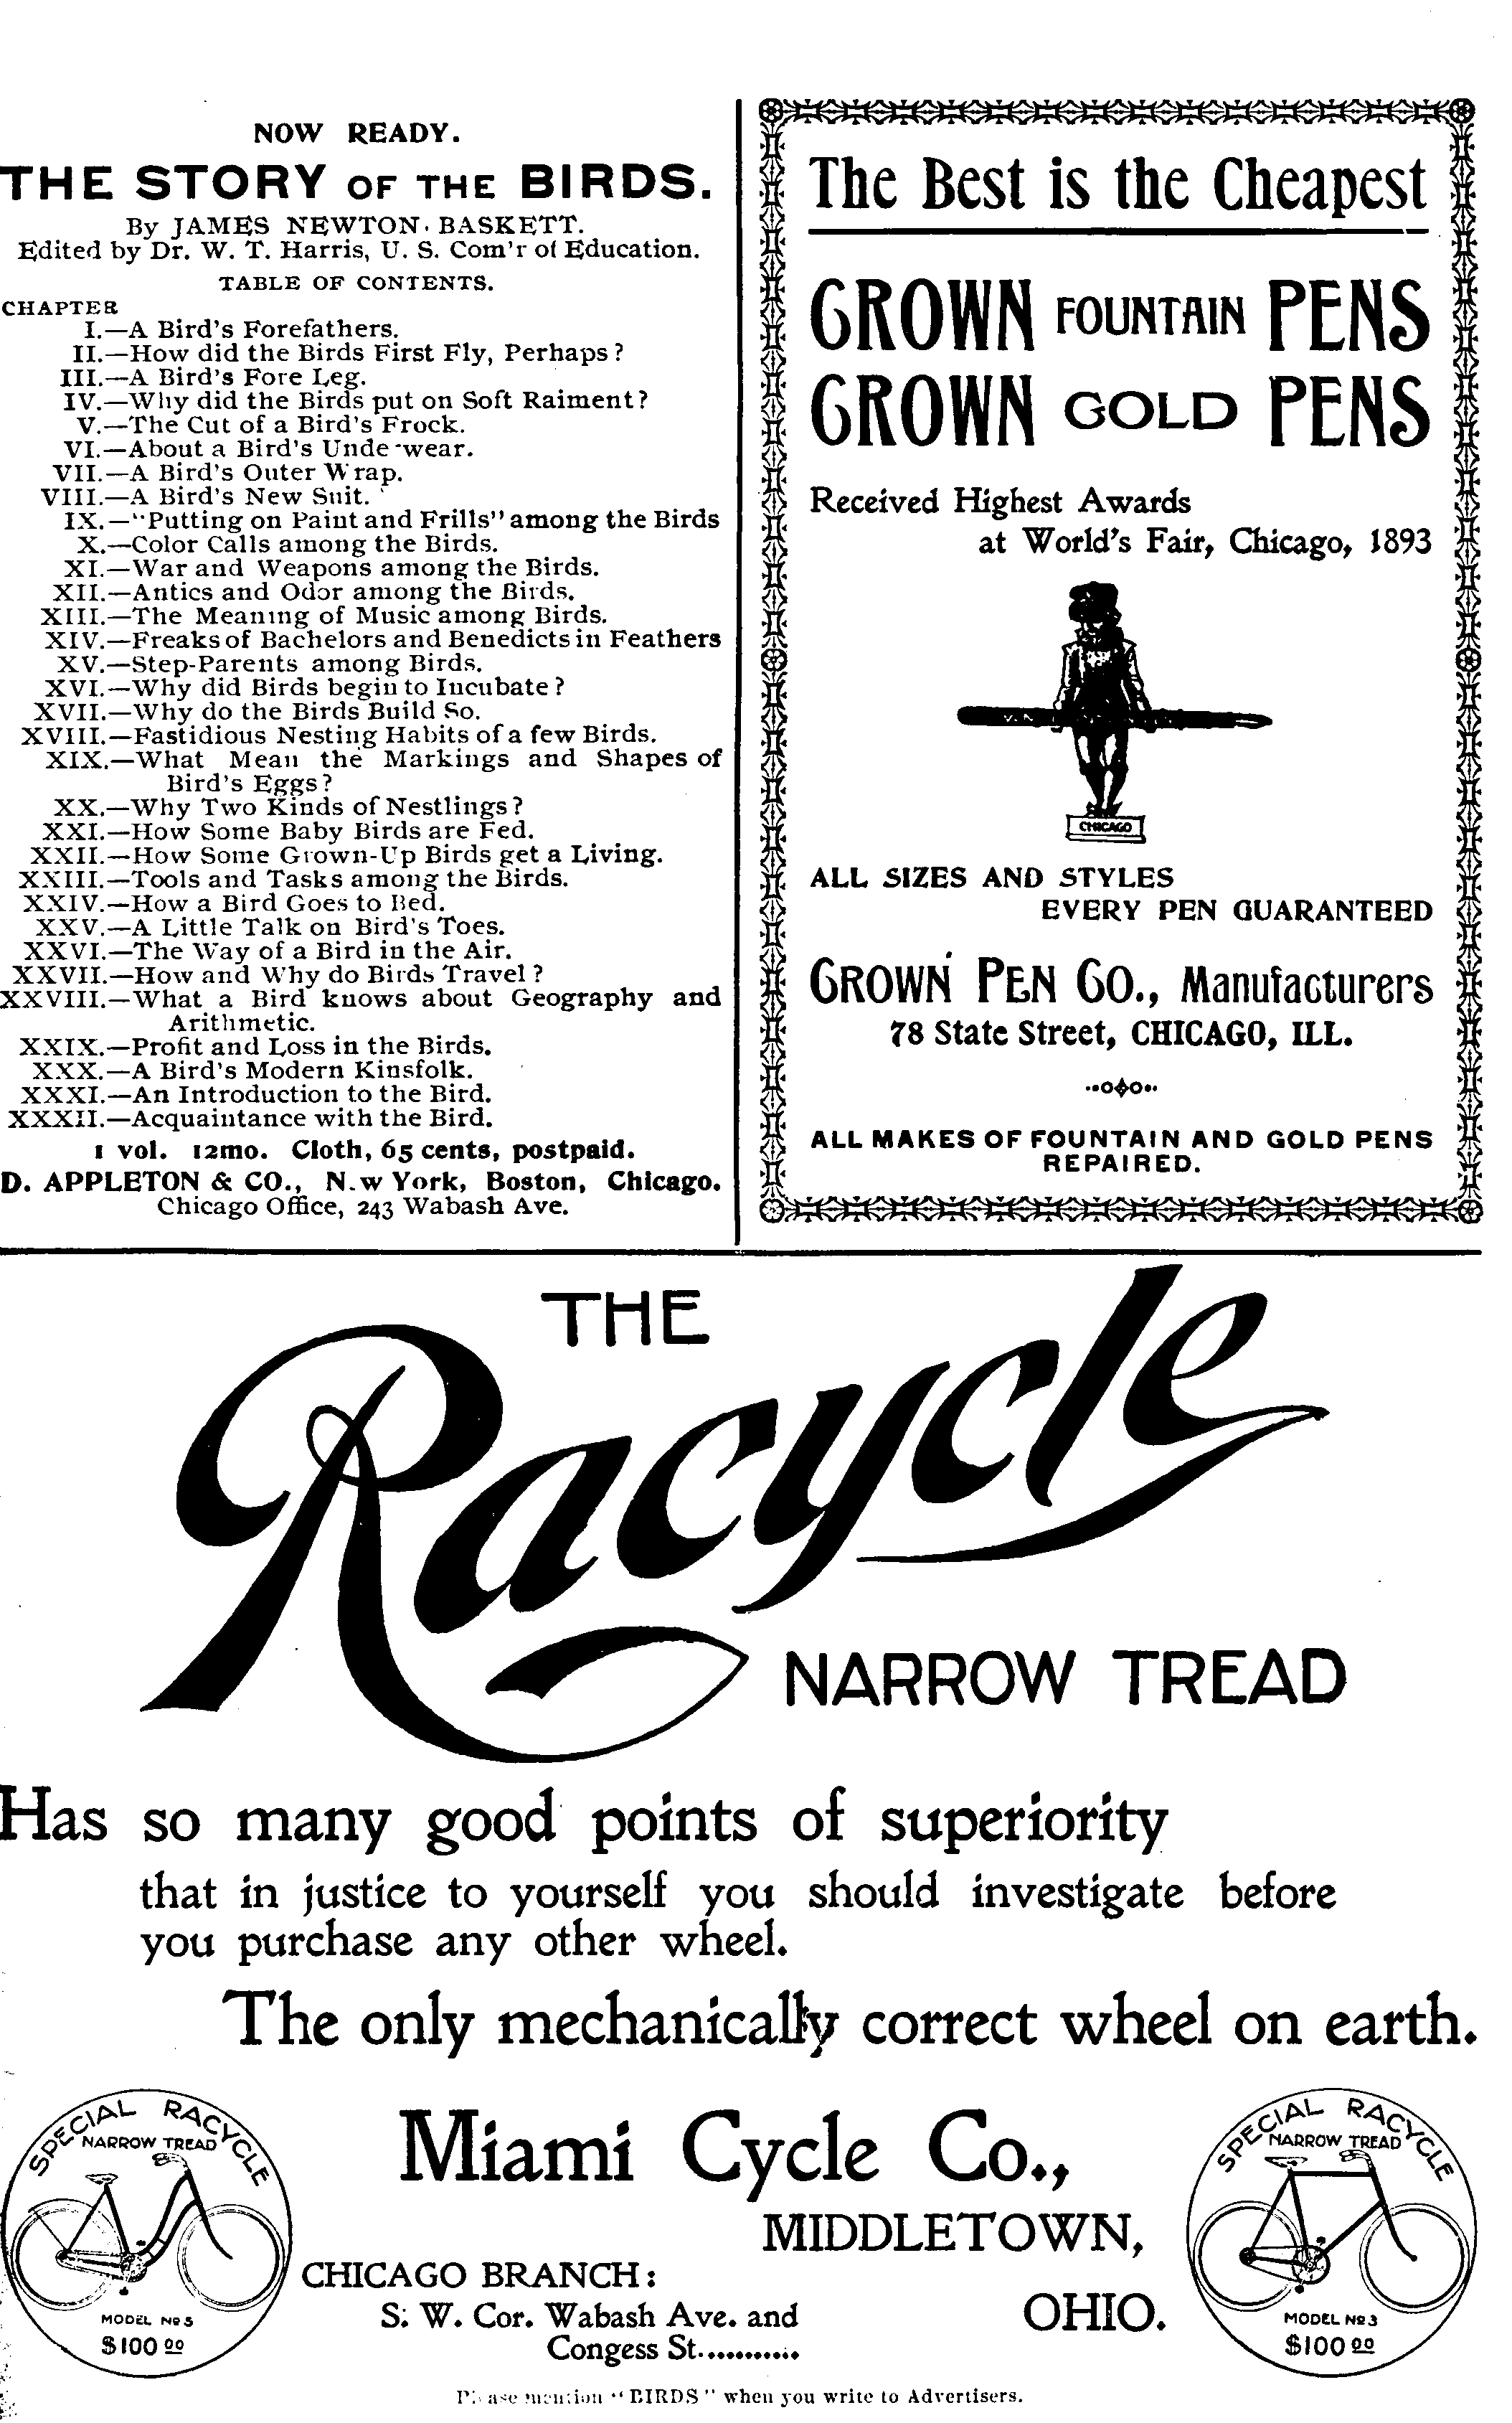 NOW READY.
THE STORY OF THE BIRDS.
By JAMES NEWTON BASKETT.
Edited by Dr. W. T. Harris, U. S. Com'r of Education.
TABLE OF CONTENTS.
CHAPTER
I.—A Bird's Forefathers.
II.—How did the Birds First Fly, Perhaps?
III.—A Bird's Fore Leg.
IV.—Why did the Birds put on Soft Raiment?
V.—The Cut of a Bird's Frock.
VI.—About a Bird's Unde-wear.
VII.—A Bird's Outer Wrap.
VIII.—A Bird's New Suit.
IX.—"Putting on Paint and Frills" among the Birds
X.—Color Calls among the Birds.
XI.—War and Weapons among the Birds.
XII.—Antics and Odor among the Birds.
XIII.—The Meaning of Music among Birds.
XIV.—Freaks of Bachelors and Benedicts in Feathers
XV.—Step-Parents among Birds.
XVI.—Why did Birds begin to Incubate?
XVII.—Why do the Birds Build So.
XVIII.—Fastidious Nesting Habits of a few Birds.
XIX.—What Mean the Markings and Shapes of
Bird's Eggs?
XX.—Why Two Kinds of Nestlings?
XXI.—How Some Baby Birds are Fed.
XXII.—How Some Grown-Up Birds get a Living.
XXIII.—Tools and Tasks among the Birds.
XXIV.—How a Bird Goes to Bed.
XXV.—A Little Talk on Bird's Toes.
XXVI.—The Way of a Bird in the Air.
XXVII.—How and Why do Birds Travel?
XXVIII.—What a Bird knows about Geography and
Arithmetic.
XXIX.—Profit and Loss in the Birds.
XXX.—A Bird's Modern Kinsfolk.
XXXI.—An Introduction to the Bird.
XXXII.—Acquaintance with the Bird.
1 vol. 12mo. Cloth, 65 cents, postpaid.
D. APPLETON & CO., N.w York, Boston, Chicago.
Chicago Office, 243 Wabash Ave.
The Best is the Cheapest
CROWN FOUNTAIN PENS
CROWN GOLD PENS
Received Highest Awards
at World's Fair, Chicago, 1893
CHICAGO
ALL SIZES AND STYLES
EVERY PEN GUARANTEED
CROWN PEN CO., Manufacturers
78 State Street, CHICAGO, ILL.
ALL MAKES OF FOUNTAIN AND GOLD PENS
REPAIRED.
THE
Racycle
NARROW TREAD
Has so many good points of superiority
that in justice to yourself you should investigate before
you purchase any other wheel.
The only mechanically correct wheel on earth.
SPECIAL RACYCLE
NARROW TREAD
MODEL No 5
$100 00
Miami Cycle Co.,
MIDDLETOWN,
OHIO.
CHICAGO BRANCH:
S. W. Cor. Wabash Ave. and
Congess St...........
SPECIAL RACYCLE
NARROW TREAD
MODEL No 3
$100 00
Please mention "BIRDS" when you write to Advertisers.